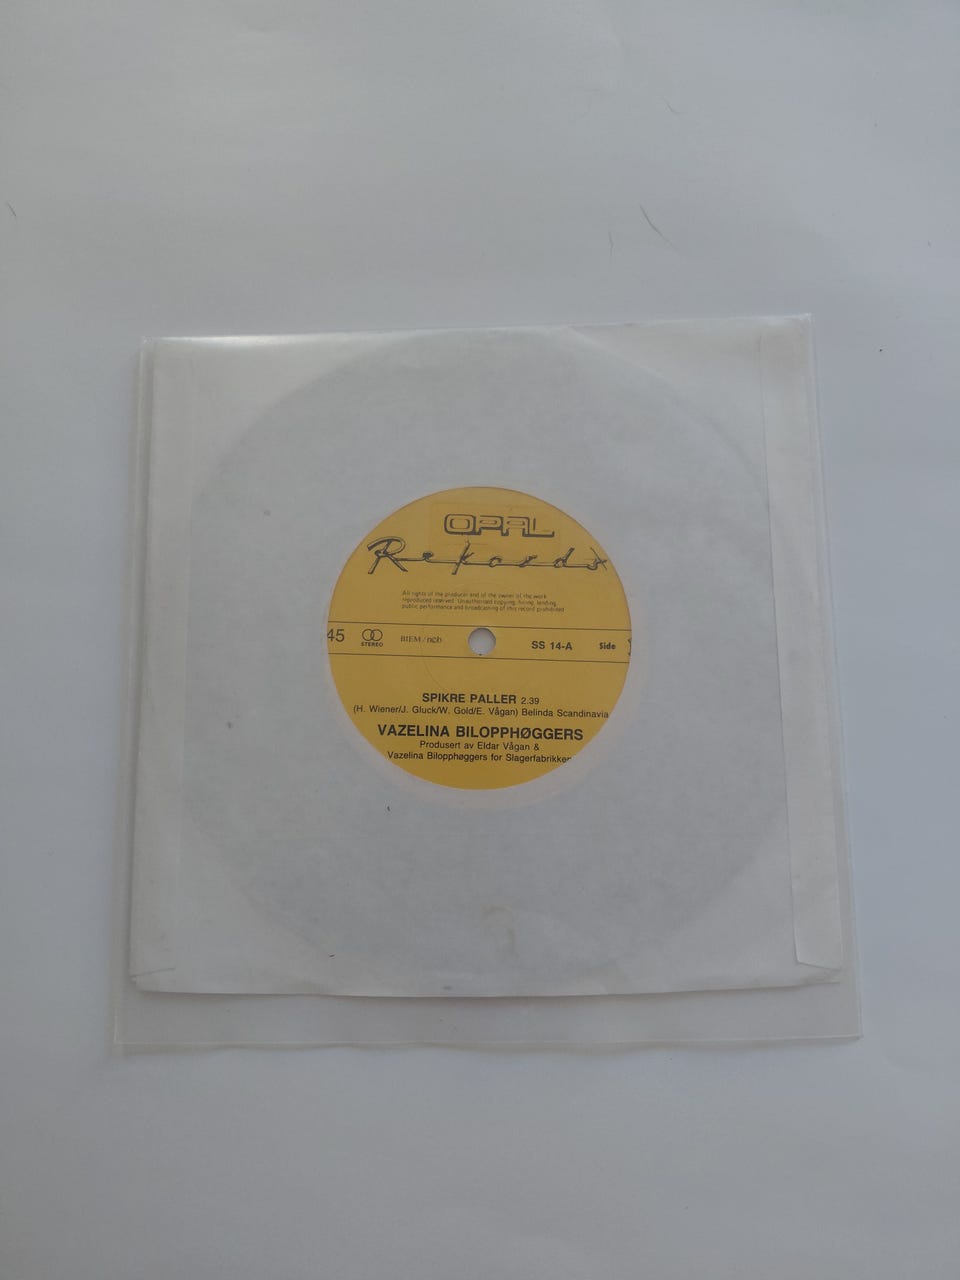 OPAL
Rekords
All rights of the producer and of the owner of the work
reproduced reserved. Unauthorised copying, hiring, lending,
public performance and broadcasting of this record prohibited
45 STEREO BIEM / ncb SS 14-A Side
SPIKRE PALLER 2.39
(H. Wiener/J. Gluck/W. Gold/E. Vågan) Belinda Scandinavia
VAZELINA BILOPPHØGGERS
Produsert av Eldar Vågan &
Vazelina Bilopphøggers for Slagerfabrikken